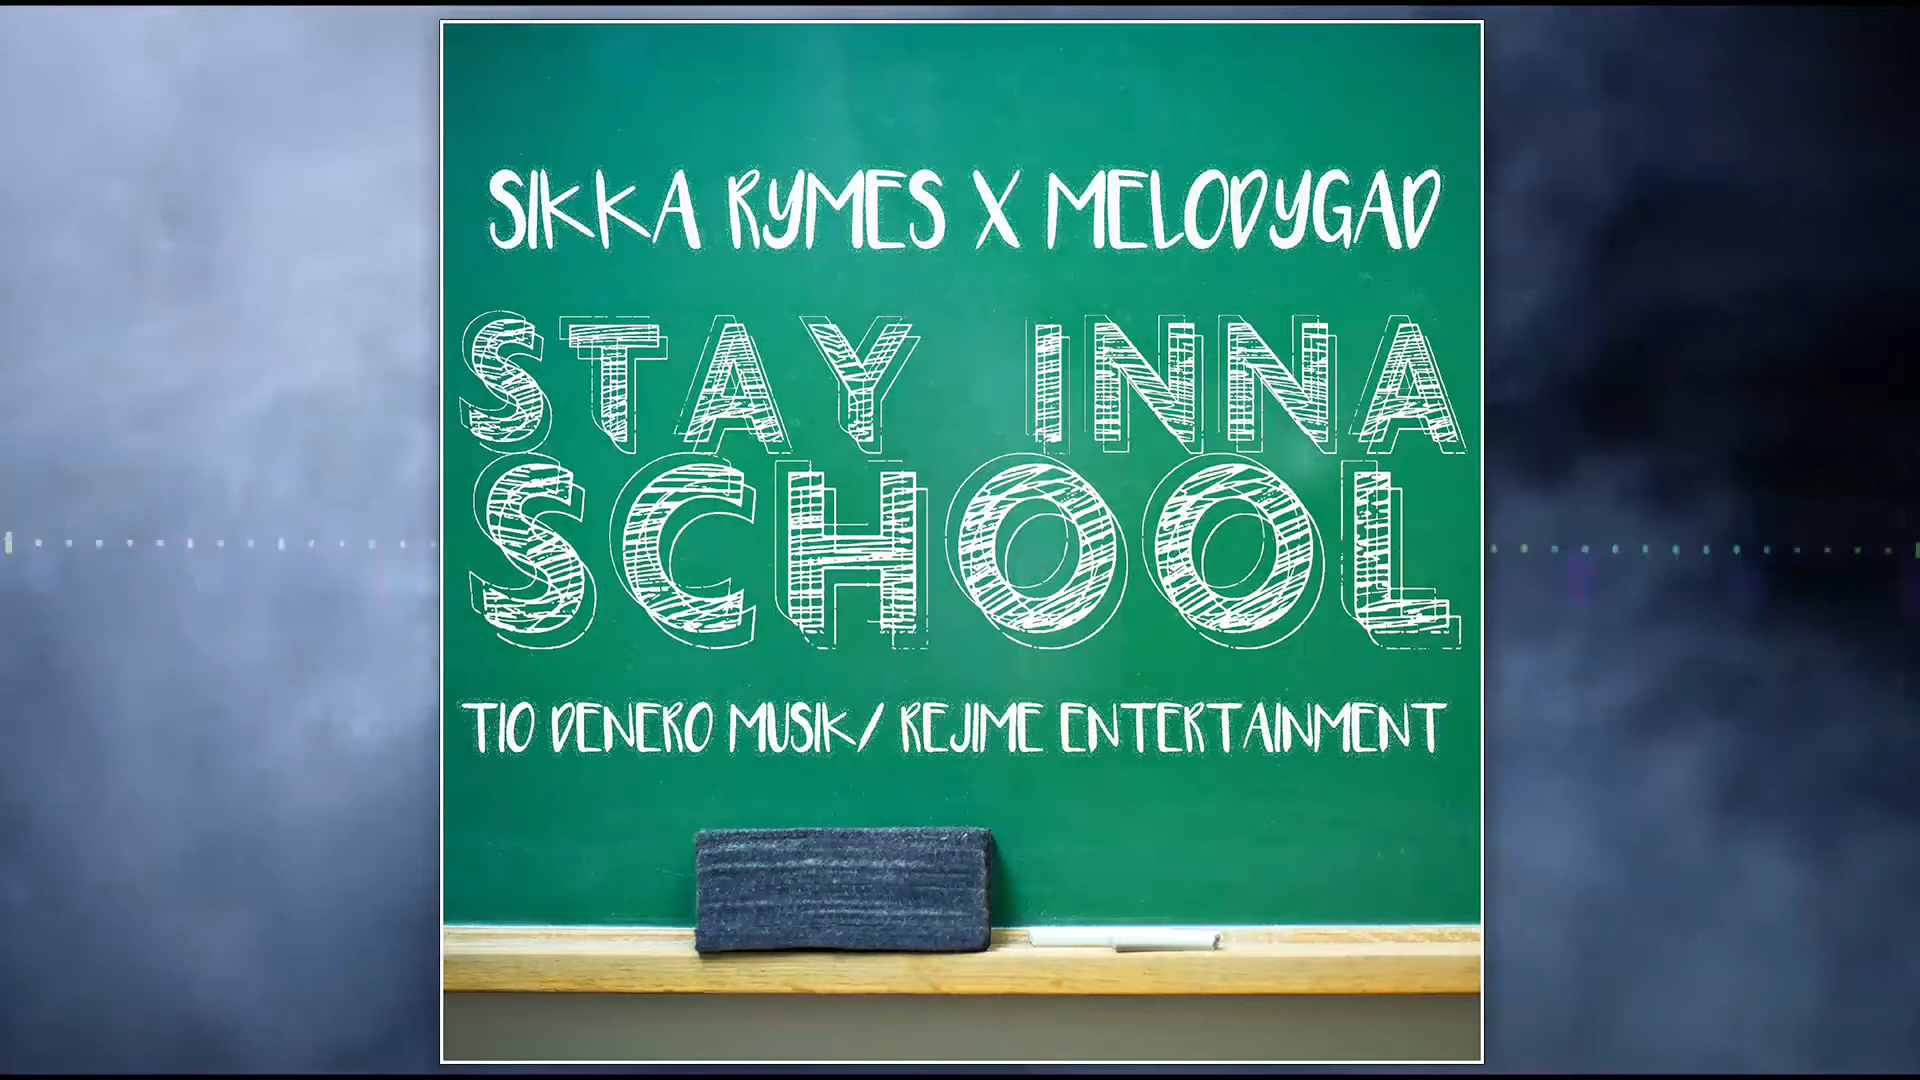 SIKKA RYMES X MELODYGAD
STAY INNA
SCHOOL
TIO DENERO MUSIK/ REJIME ENTERTAINMENT